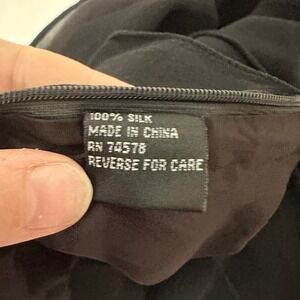 100% SILK
MADE IN CHINA
RN 74578
REVERSE FOR CARE